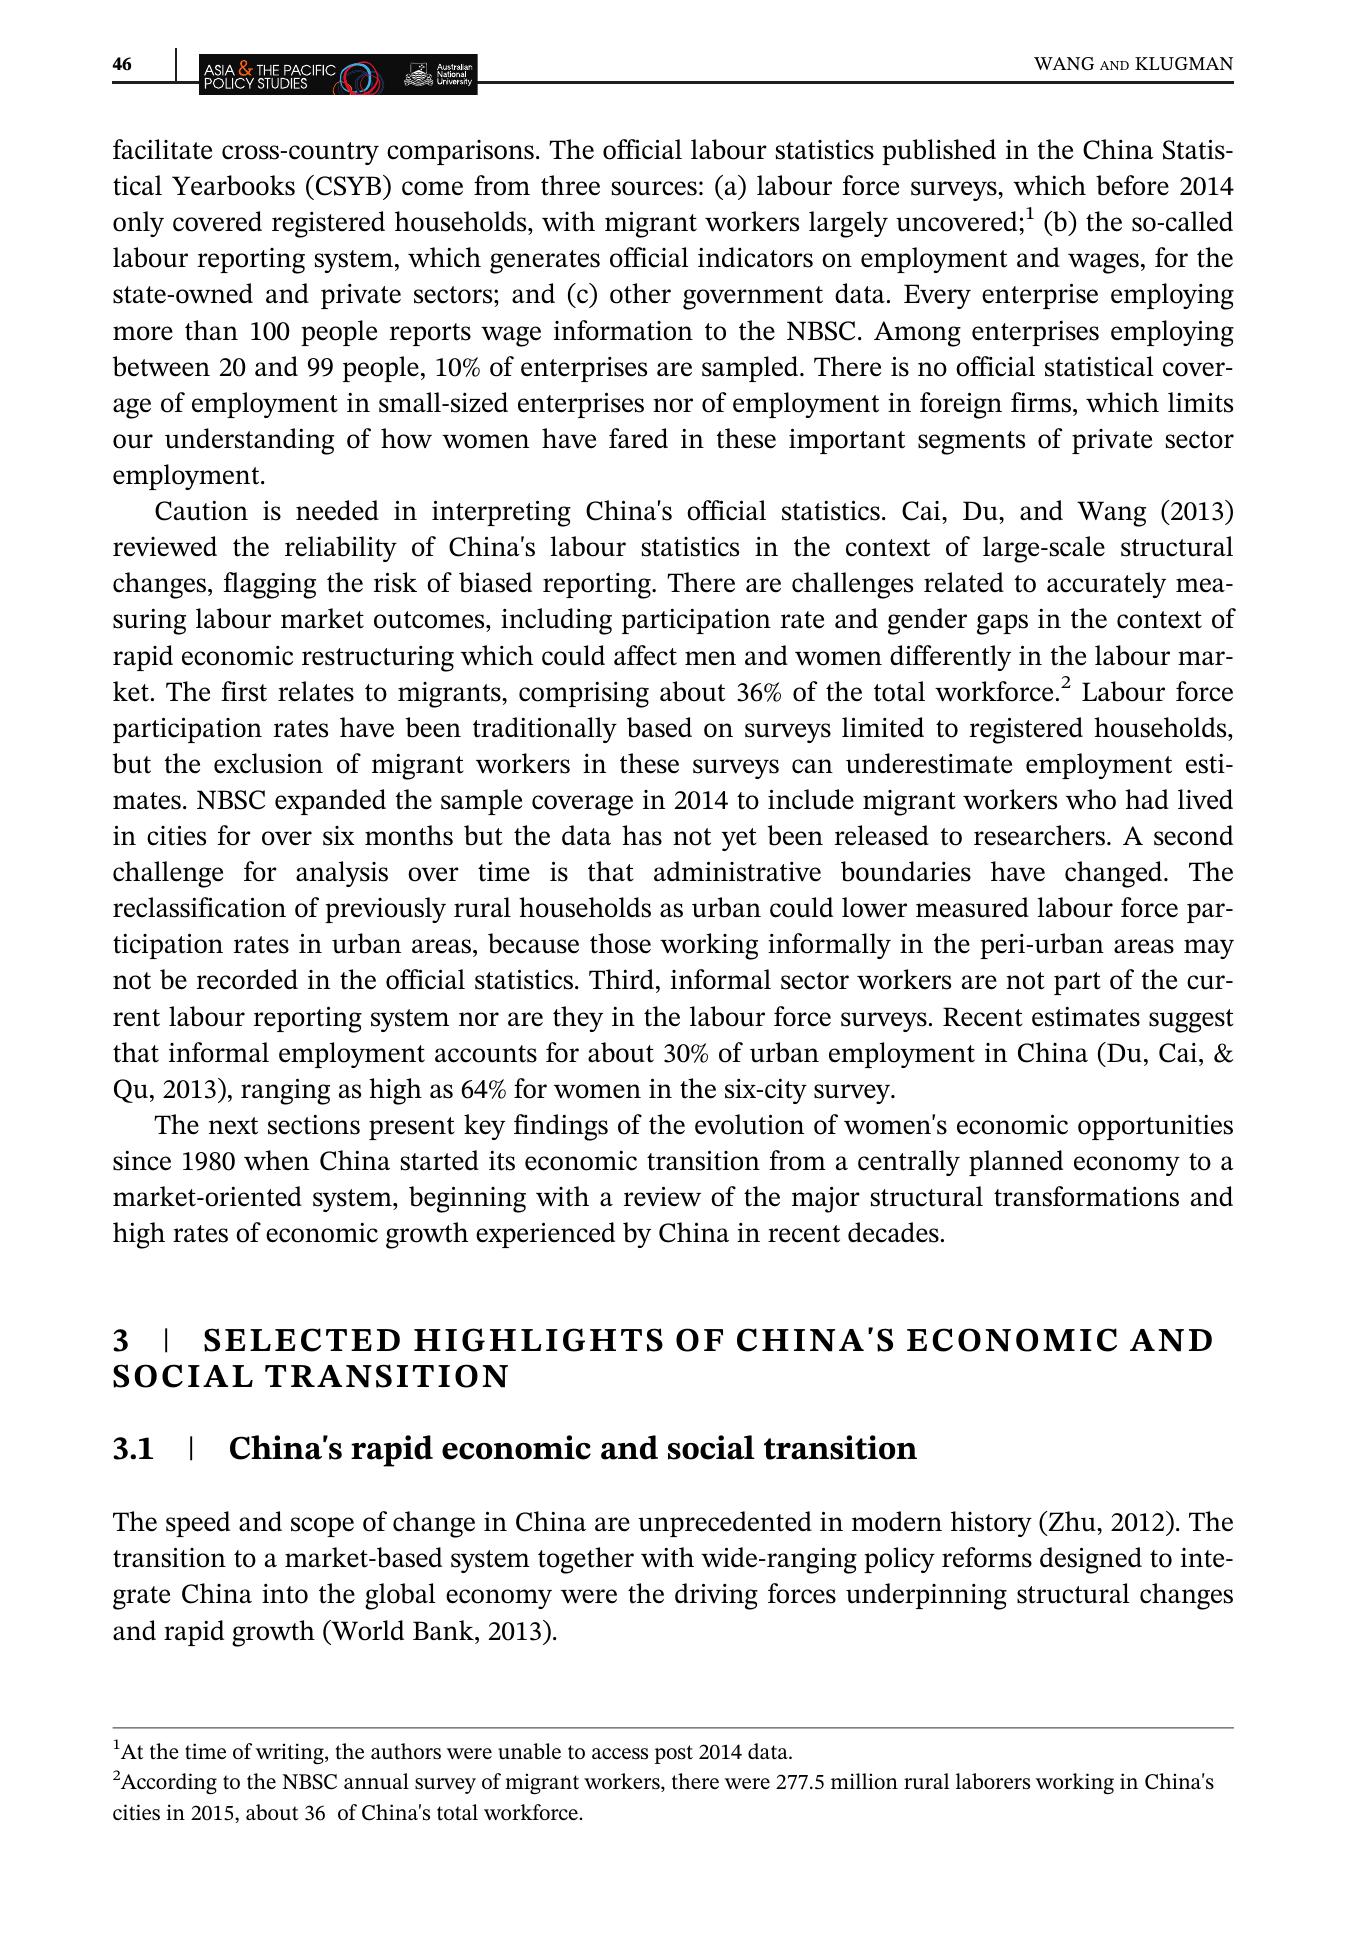 46
ASIA & THE PACIFIC
POLICY STUDIES
Australian
National
University
WANG AND KLUGMAN
facilitate cross-country comparisons. The official labour statistics published in the China Statis-
tical Yearbooks (CSYB) come from three sources: (a) labour force surveys, which before 2014
only covered registered households, with migrant workers largely uncovered;1 (b) the so-called
labour reporting system, which generates official indicators on employment and wages, for the
state-owned and private sectors; and (c) other government data. Every enterprise employing
more than 100 people reports wage information to the NBSC. Among enterprises employing
between 20 and 99 people, 10% of enterprises are sampled. There is no official statistical cover-
age of employment in small-sized enterprises nor of employment in foreign firms, which limits
our understanding of how women have fared in these important segments of private sector
employment.
Caution is needed in interpreting China's official statistics. Cai, Du, and Wang (2013)
reviewed the reliability of China's labour statistics in the context of large-scale structural
changes, flagging the risk of biased reporting. There are challenges related to accurately mea-
suring labour market outcomes, including participation rate and gender gaps in the context of
rapid economic restructuring which could affect men and women differently in the labour mar-
ket. The first relates to migrants, comprising about 36% of the total workforce.2 Labour force
participation rates have been traditionally based on surveys limited to registered households,
but the exclusion of migrant workers in these surveys can underestimate employment esti-
mates. NBSC expanded the sample coverage in 2014 to include migrant workers who had lived
in cities for over six months but the data has not yet been released to researchers. A second
challenge for analysis over time is that administrative boundaries have changed. The
reclassification of previously rural households as urban could lower measured labour force par-
ticipation rates in urban areas, because those working informally in the peri-urban areas may
not be recorded in the official statistics. Third, informal sector workers are not part of the cur-
rent labour reporting system nor are they in the labour force surveys. Recent estimates suggest
that informal employment accounts for about 30% of urban employment in China (Du, Cai, &
Qu, 2013), ranging as high as 64% for women in the six-city survey.
The next sections present key findings of the evolution of women's economic opportunities
since 1980 when China started its economic transition from a centrally planned economy to a
market-oriented system, beginning with a review of the major structural transformations and
high rates of economic growth experienced by China in recent decades.
3 | SELECTED HIGHLIGHTS OF CHINA'S ECONOMIC AND
SOCIAL TRANSITION
3.1 | China's rapid economic and social transition
The speed and scope of change in China are unprecedented in modern history (Zhu, 2012). The
transition to a market-based system together with wide-ranging policy reforms designed to inte-
grate China into the global economy were the driving forces underpinning structural changes
and rapid growth (World Bank, 2013).
1At the time of writing, the authors were unable to access post 2014 data.
2According to the NBSC annual survey of migrant workers, there were 277.5 million rural laborers working in China's
cities in 2015, about 36 of China's total workforce.